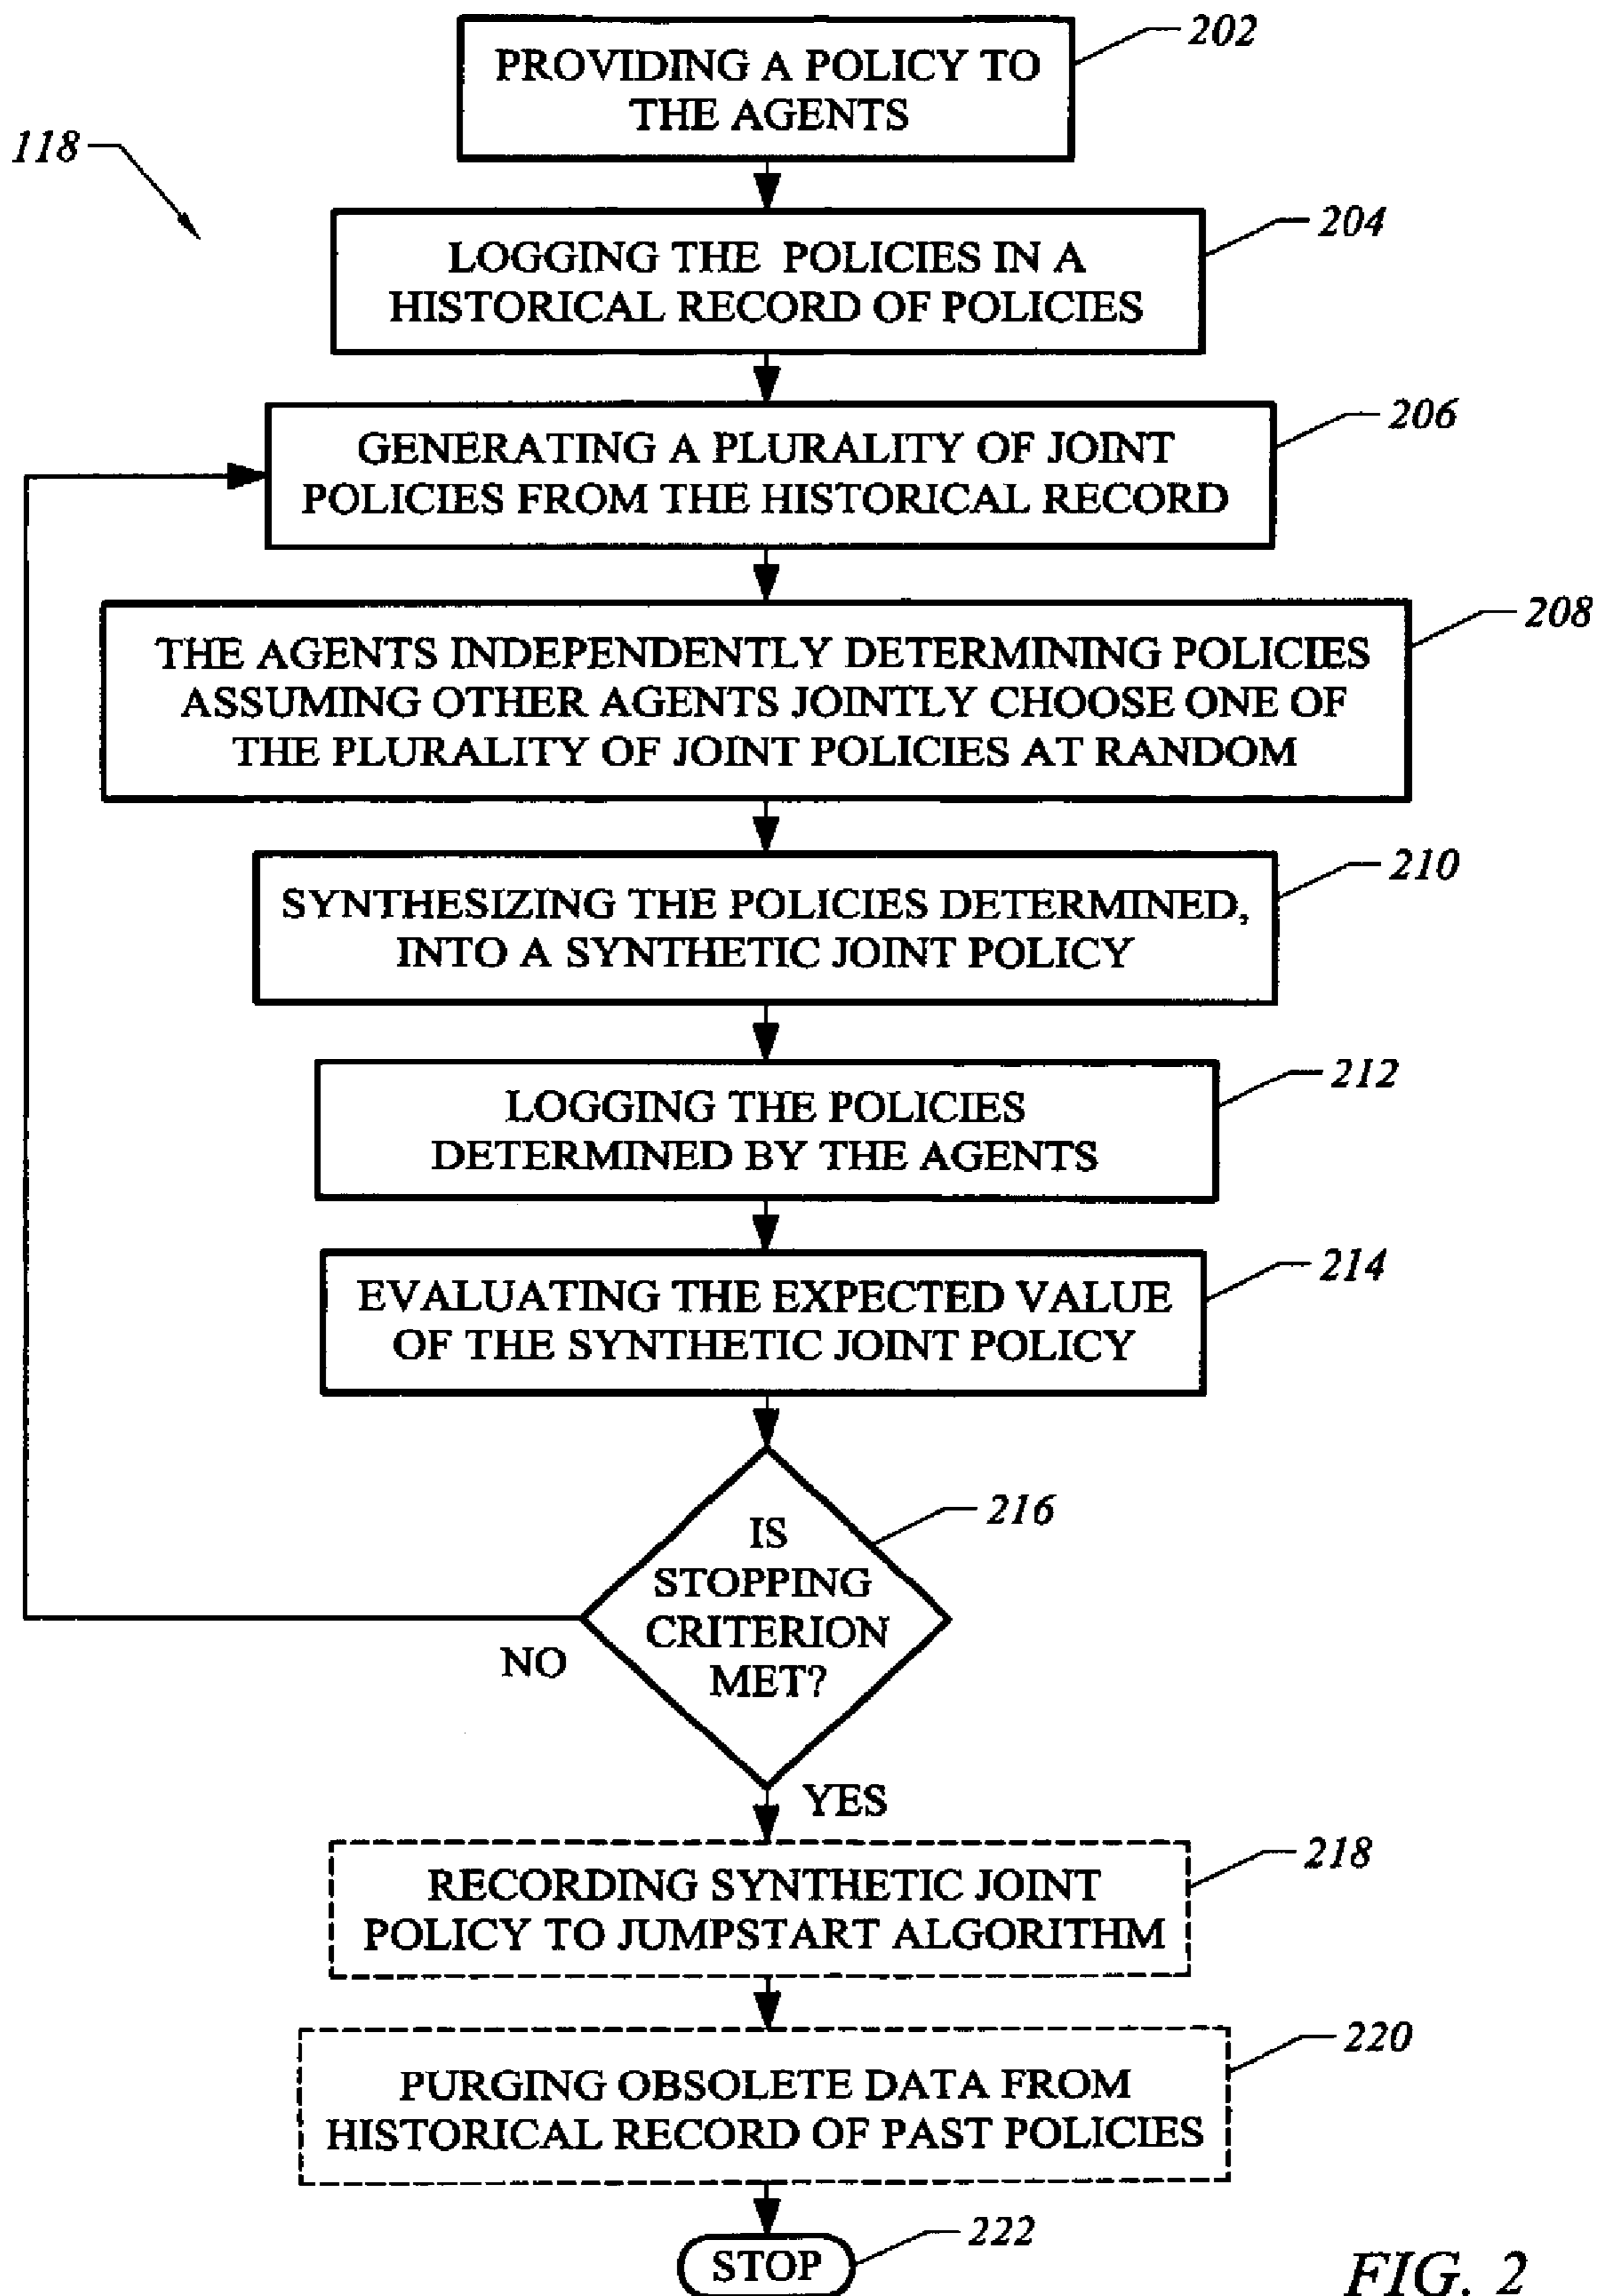 202
PROVIDING A POLICY TO
THE AGENTS
118
204
LOGGING THE POLICIES IN A
HISTORICAL RECORD OF POLICIES
206
GENERATING A PLURALITY OF JOINT
POLICIES FROM THE HISTORICAL RECORD
208
THE AGENTS INDEPENDENTLY DETERMINING POLICIES
ASSUMING OTHER AGENTS JOINTLY CHOOSE ONE OF
THE PLURALITY OF JOINT POLICIES AT RANDOM
210
SYNTHESIZING THE POLICIES DETERMINED,
INTO A SYNTHETIC JOINT POLICY
212
LOGGING THE POLICIES
DETERMINED BY THE AGENTS
214
EVALUATING THE EXPECTED VALUE
OF THE SYNTHETIC JOINT POLICY
216
IS
STOPPING
CRITERION
MET?
NO
YES
218
RECORDING SYNTHETIC JOINT
POLICY TO JUMPSTART ALGORITHM
220
PURGING OBSOLETE DATA FROM
HISTORICAL RECORD OF PAST POLICIES
222
STOP
FIG. 2